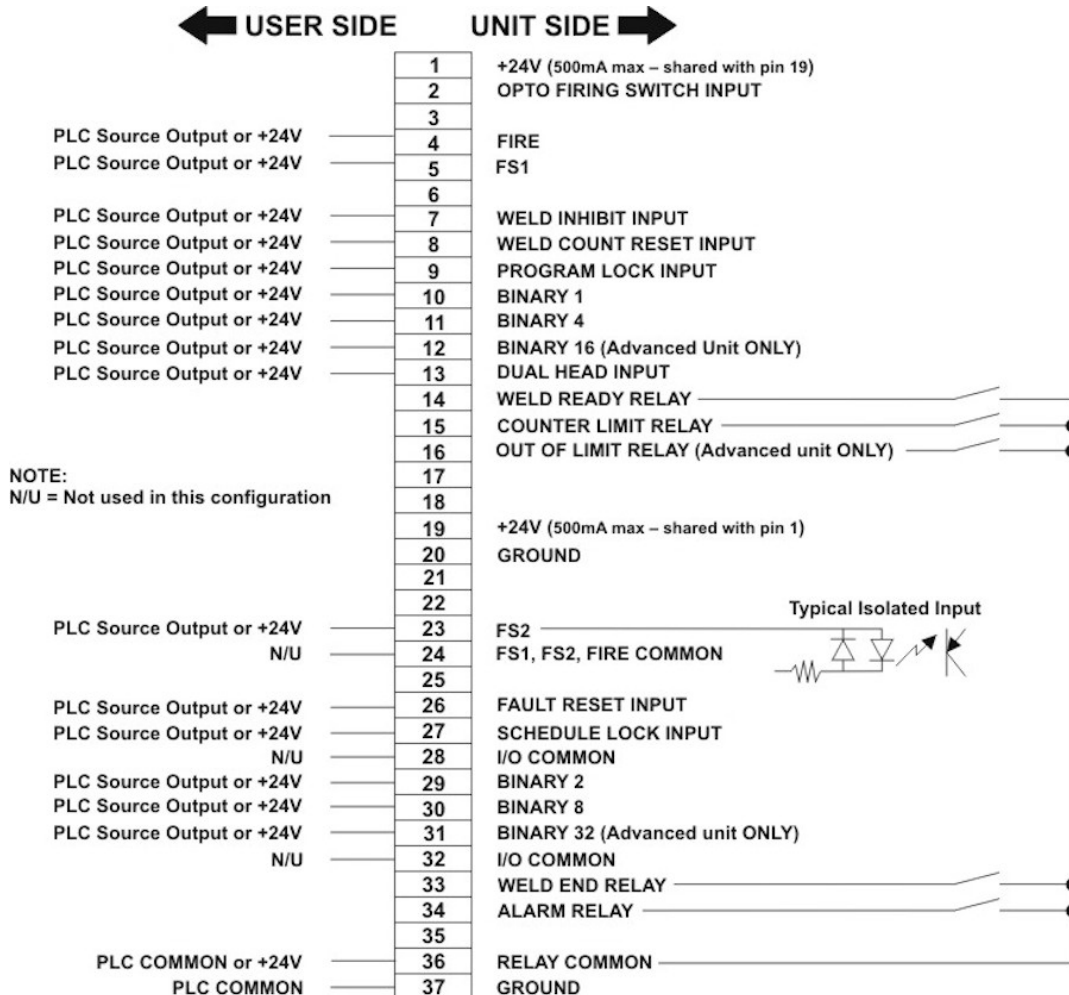 USER SIDE UNIT SIDE
1 +24V (500mA max – shared with pin 19)
2 OPTO FIRING SWITCH INPUT
3
PLC Source Output or +24V 4 FIRE
PLC Source Output or +24V 5 FS1
6
PLC Source Output or +24V 7 WELD INHIBIT INPUT
PLC Source Output or +24V 8 WELD COUNT RESET INPUT
PLC Source Output or +24V 9 PROGRAM LOCK INPUT
PLC Source Output or +24V 10 BINARY 1
PLC Source Output or +24V 11 BINARY 4
PLC Source Output or +24V 12 BINARY 16 (Advanced Unit ONLY)
PLC Source Output or +24V 13 DUAL HEAD INPUT
14 WELD READY RELAY
15 COUNTER LIMIT RELAY
16 OUT OF LIMIT RELAY (Advanced unit ONLY)
NOTE: 17
N/U = Not used in this configuration 18
19 +24V (500mA max – shared with pin 1)
20 GROUND
21
22
Typical Isolated Input
PLC Source Output or +24V 23 FS2
N/U 24 FS1, FS2, FIRE COMMON
25
PLC Source Output or +24V 26 FAULT RESET INPUT
PLC Source Output or +24V 27 SCHEDULE LOCK INPUT
N/U 28 I/O COMMON
PLC Source Output or +24V 29 BINARY 2
PLC Source Output or +24V 30 BINARY 8
PLC Source Output or +24V 31 BINARY 32 (Advanced unit ONLY)
N/U 32 I/O COMMON
33 WELD END RELAY
34 ALARM RELAY
35
PLC COMMON or +24V 36 RELAY COMMON
PLC COMMON 37 GROUND